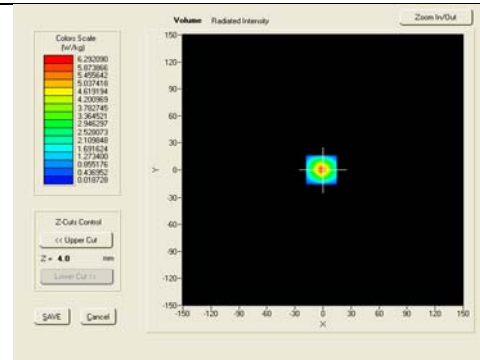 Volume Radiated Intensity
Zoom In/Out
Colors Scale
(W/kg)
6.292090
5.873866
5.455642
5.037418
4.619194
4.200969
3.782745
3.364521
2.946297
2.528073
2.109848
1.691624
1.273400
0.855176
0.436952
0.018728
Z-Cuts Control
<< Upper Cut
Z = 4.0 mm
Lower Cut >>
SAVE Cancel
150
120
90
60
30
0
-30
-60
-90
-120
-150
Y
-150 -120 -90 -60 -30 0 30 60 90 120 150
X